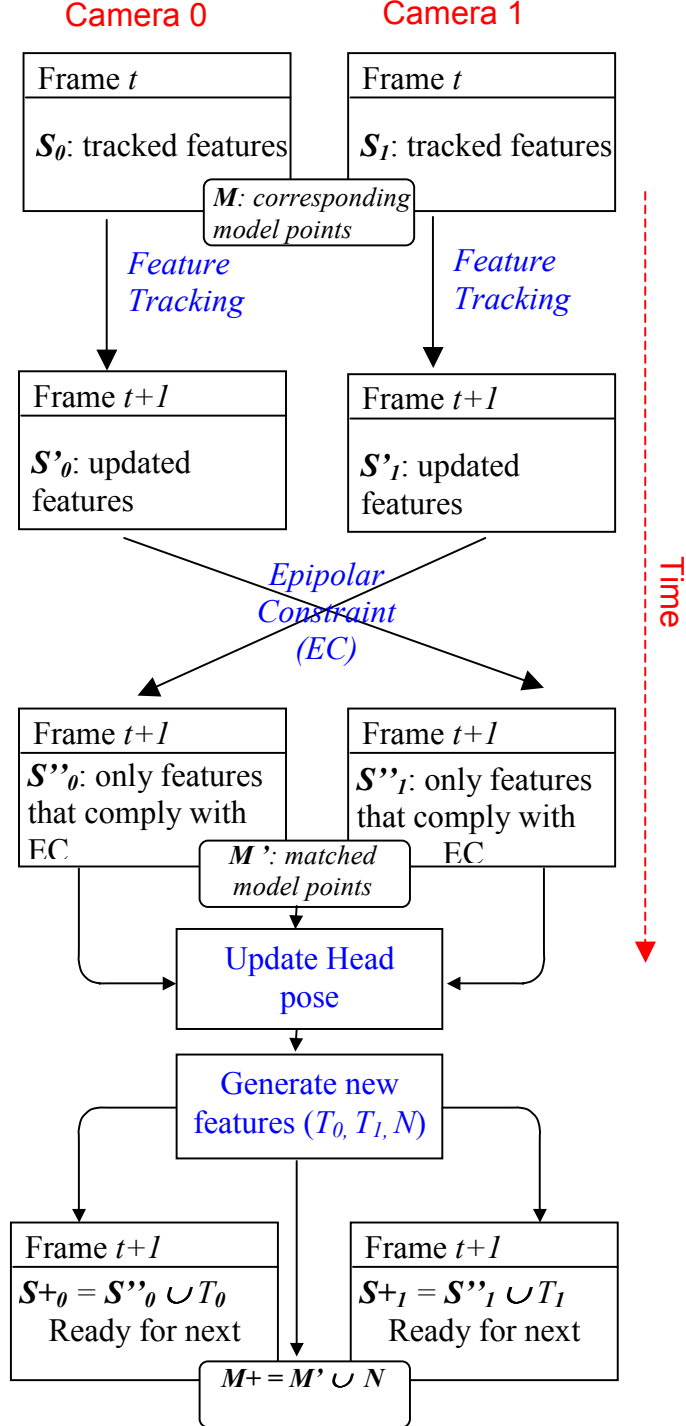 Camera 0
Camera 1
Frame t
S0: tracked features
Frame t
S1: tracked features
M: corresponding
model points
Feature
Tracking
Feature
Tracking
Frame t+1
S’0: updated
features
Frame t+1
S’1: updated
features
Epipolar
Constraint
(EC)
Time
Frame t+1
S’’0: only features
that comply with
EC
Frame t+1
S’’1: only features
that comply with
EC
M ’: matched
model points
Update Head
pose
Generate new
features (T0, T1, N)
Frame t+1
S+0 = S’’0 ∪ T0
Ready for next
Frame t+1
S+1 = S’’1 ∪ T1
Ready for next
M+ = M’ ∪ N